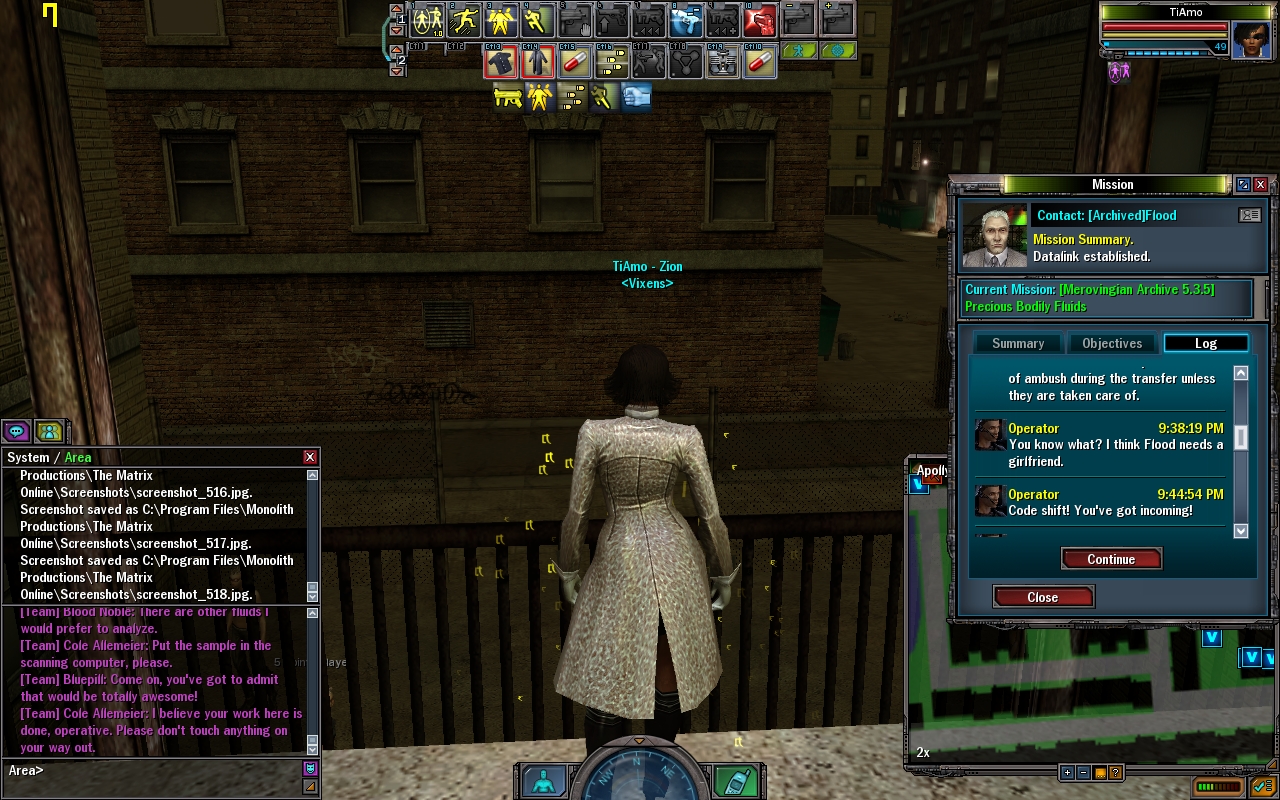 TiAmo
49
1
2
1.0
TiAmo - Zion
<Vixens>
Mission
Contact: [Archived]Flood
Mission Summary.
Datalink established.
Current Mission: [Merovingian Archive 5.3.5]
Precious Bodily Fluids
Summary
Objectives
Log
of ambush during the transfer unless
they are taken care of.
Operator 9:38:19 PM
You know what? I think Flood needs a
girlfriend.
Operator 9:44:54 PM
Code shift! You've got incoming!
Continue
Close
System / Area
Productions\The Matrix
Online\Screenshots\screenshot_516.jpg.
Screenshot saved as C:\Program Files\Monolith
Productions\The Matrix
Online\Screenshots\screenshot_517.jpg.
Screenshot saved as C:\Program Files\Monolith
Productions\The Matrix
Online\Screenshots\screenshot_518.jpg.
[Team] Blood Noble: There are other fluids I
would prefer to analyze.
[Team] Cole Allemeier: Put the sample in the
scanning computer, please.
[Team] Bluepill: Come on, you've got to admit
that would be totally awesome!
[Team] Cole Allemeier: I believe your work here is
done, operative. Please don't touch anything on
your way out.
Area>
NW
N
NE
2x